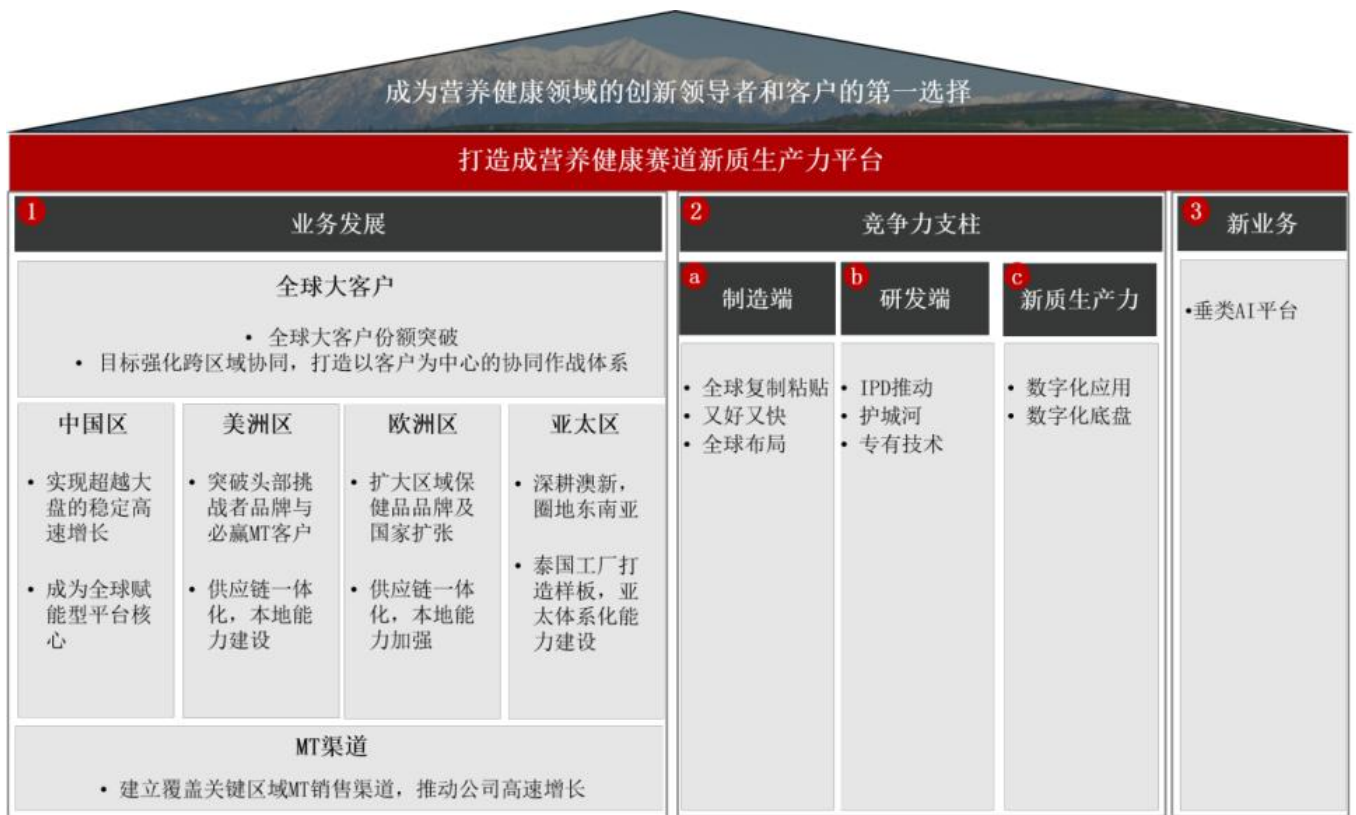 成为营养健康领域的创新领导者和客户的第一选择
打造成营养健康赛道新质生产力平台
1
业务发展
全球大客户
• 全球大客户份额突破
• 目标强化跨区域协同，打造以客户为中心的协同作战体系
中国区
• 实现超越大
盘的稳定高
速增长
• 成为全球赋
能型平台核
心
美洲区
• 突破头部挑
战者品牌与
必赢MT客户
• 供应链一体
化，本地能
力建设
欧洲区
• 扩大区域保
健品品牌及
国家扩张
• 供应链一体
化，本地能
力加强
亚太区
• 深耕澳新，
圈地东南亚
• 泰国工厂打
造样板，亚
太体系化能
力建设
MT渠道
• 建立覆盖关键区域MT销售渠道，推动公司高速增长
2
竞争力支柱
a
制造端
• 全球复制粘贴
• 又好又快
• 全球布局
b
研发端
• IPD推动
• 护城河
• 专有技术
c
新质生产力
• 数字化应用
• 数字化底盘
3
新业务
•垂类AI平台